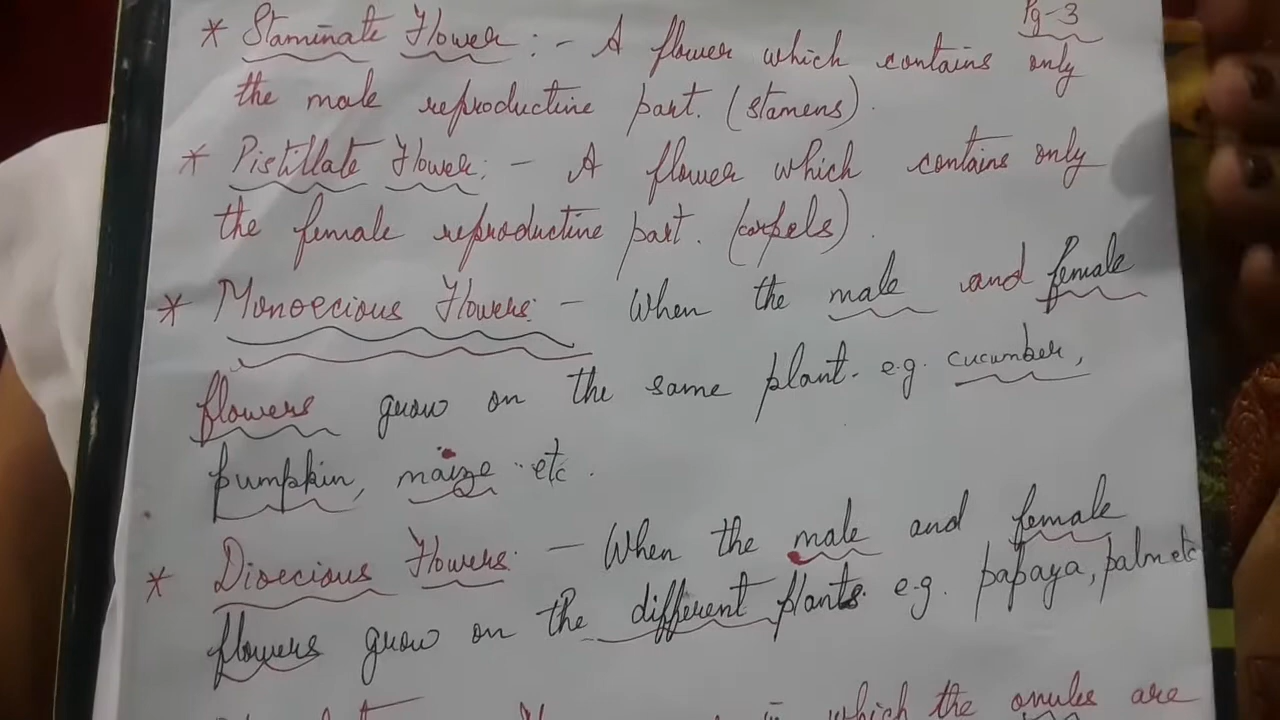 Pg-3
* Staminate Flower :- A flower which contains only
the male reproductive part. (stamens).
* Pistillate Flower: - A flower which contains only
the female reproductive part. (carpels).
* Monoecious Flowers: - When the male and female
flowers grow on the same plant. e.g. cucumber,
pumpkin, maize etc.
* Dioecious Flowers: - When the male and female
flowers grow on the different plants. e.g. papaya, palm etc
in which the ovules are